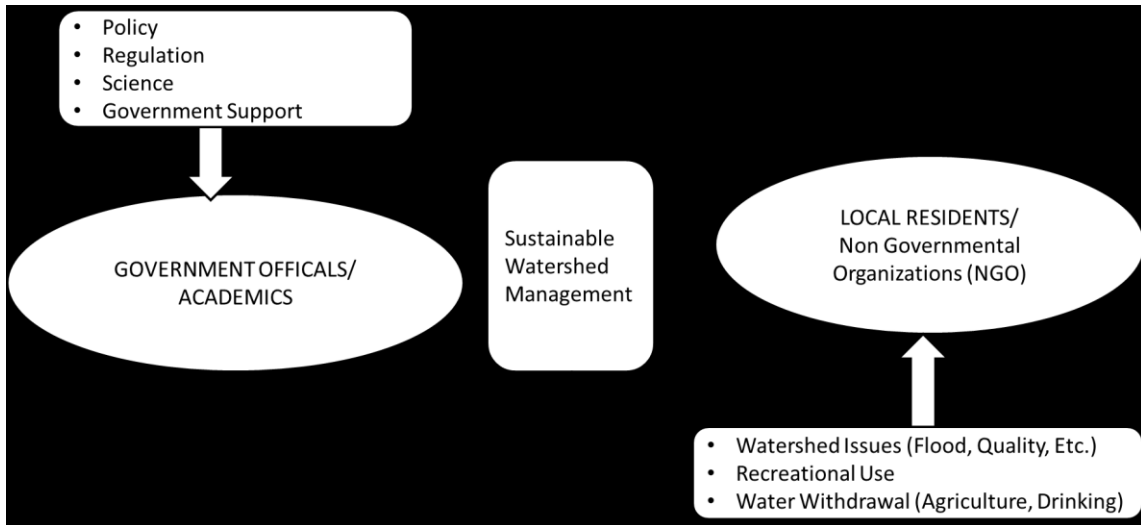 • Policy
• Regulation
• Science
• Government Support
GOVERNMENT OFFICALS/
ACADEMICS
Sustainable
Watershed
Management
LOCAL RESIDENTS/
Non Governmental
Organizations (NGO)
• Watershed Issues (Flood, Quality, Etc.)
• Recreational Use
• Water Withdrawal (Agriculture, Drinking)